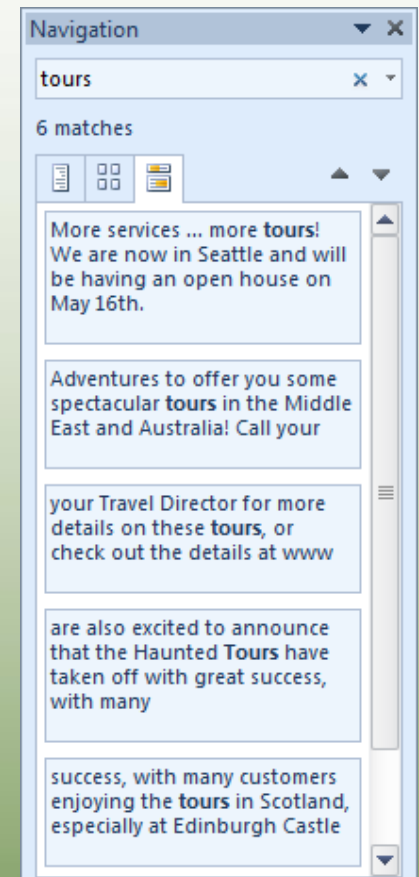 Navigation
tours
6 matches
More services ... more tours!
We are now in Seattle and will
be having an open house on
May 16th.
Adventures to offer you some
spectacular tours in the Middle
East and Australia! Call your
your Travel Director for more
details on these tours, or
check out the details at www
are also excited to announce
that the Haunted Tours have
taken off with great success,
with many
success, with many customers
enjoying the tours in Scotland,
especially at Edinburgh Castle